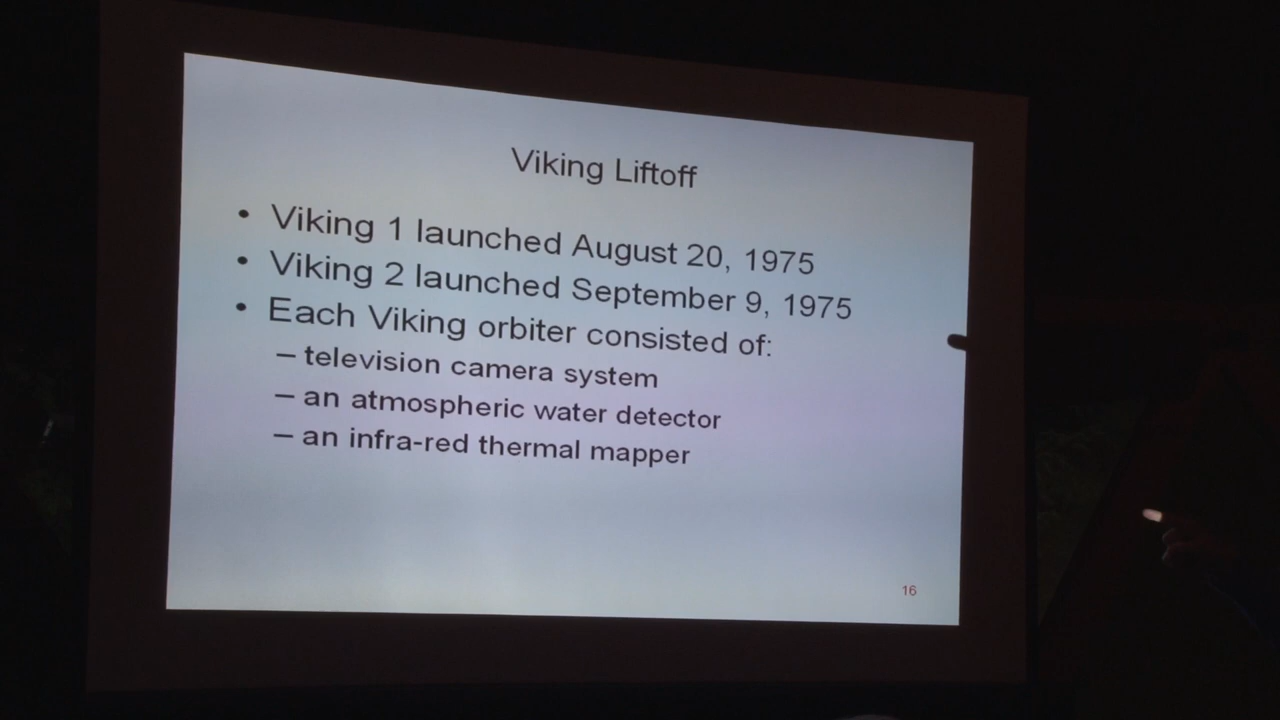 Viking Liftoff
• Viking 1 launched August 20, 1975
• Viking 2 launched September 9, 1975
• Each Viking orbiter consisted of:
– television camera system
– an atmospheric water detector
– an infra-red thermal mapper
16